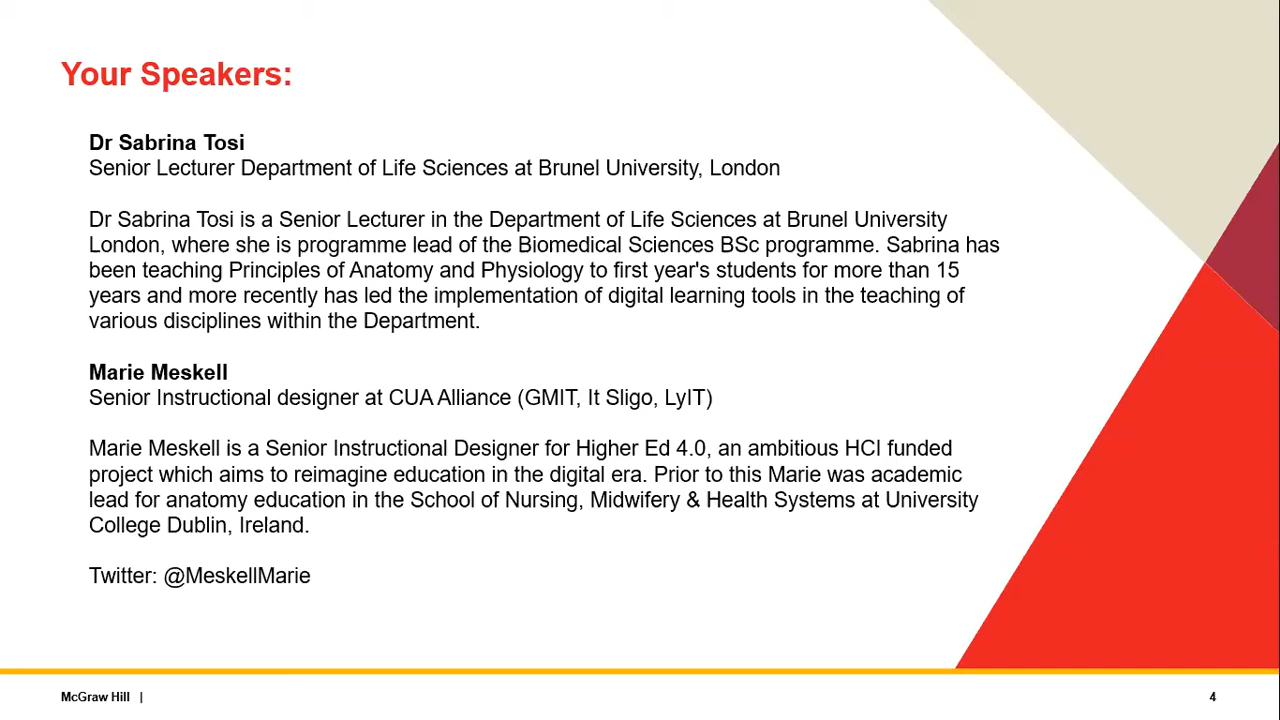 Your Speakers:
Dr Sabrina Tosi
Senior Lecturer Department of Life Sciences at Brunel University, London
Dr Sabrina Tosi is a Senior Lecturer in the Department of Life Sciences at Brunel University
London, where she is programme lead of the Biomedical Sciences BSc programme. Sabrina has
been teaching Principles of Anatomy and Physiology to first year's students for more than 15
years and more recently has led the implementation of digital learning tools in the teaching of
various disciplines within the Department.
Marie Meskell
Senior Instructional designer at CUA Alliance (GMIT, It Sligo, LyIT)
Marie Meskell is a Senior Instructional Designer for Higher Ed 4.0, an ambitious HCI funded
project which aims to reimagine education in the digital era. Prior to this Marie was academic
lead for anatomy education in the School of Nursing, Midwifery & Health Systems at University
College Dublin, Ireland.
Twitter: @MeskellMarie
McGraw Hill |
4